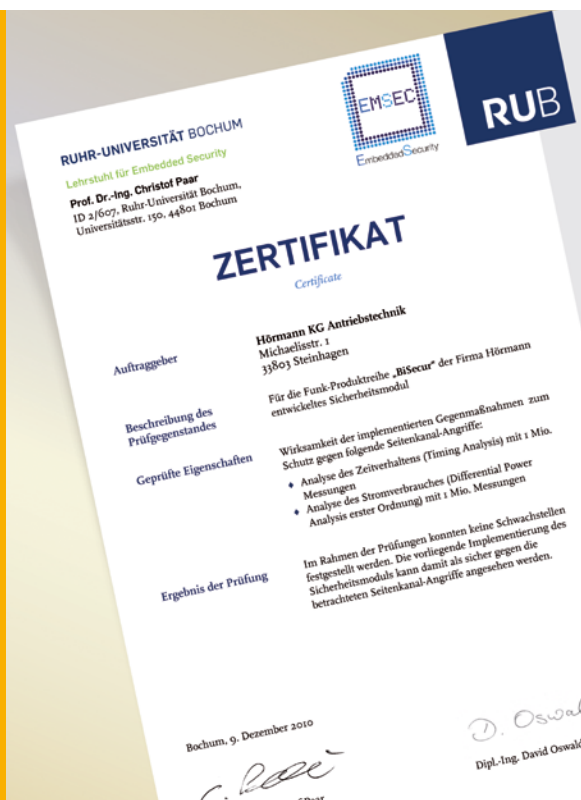 RUHR-UNIVERSITÄT BOCHUM
Lehrstuhl für Embedded Security
Prof. Dr.-Ing. Christof Paar
ID 2/607, Ruhr-Universität Bochum,
Universitätsstr. 150, 44801 Bochum
EMSEC
EmbeddedSecurity
RUB
ZERTIFIKAT
Certificate
Auftraggeber
Hörmann KG Antriebstechnik
Michaelisstr. 1
33803 Steinhagen
Beschreibung des
Prüfgegenstandes
Für die Funk-Produktreihe „BiSecur" der Firma Hörmann
entwickeltes Sicherheitsmodul
Geprüfte Eigenschaften
Wirksamkeit der implementierten Gegenmaßnahmen zum
Schutz gegen folgende Seitenkanal-Angriffe:
♦ Analyse des Zeitverhaltens (Timing Analysis) mit 1 Mio.
Messungen
♦ Analyse des Stromverbrauches (Differential Power
Analysis erster Ordnung) mit 1 Mio. Messungen
Ergebnis der Prüfung
Im Rahmen der Prüfungen konnten keine Schwachstellen
festgestellt werden. Die vorliegende Implementierung des
Sicherheitsmoduls kann damit als sicher gegen die
betrachteten Seitenkanal-Angriffe angesehen werden.
Bochum, 9. Dezember 2010
D. Oswal
Dipl.-Ing. David Oswald
Paar